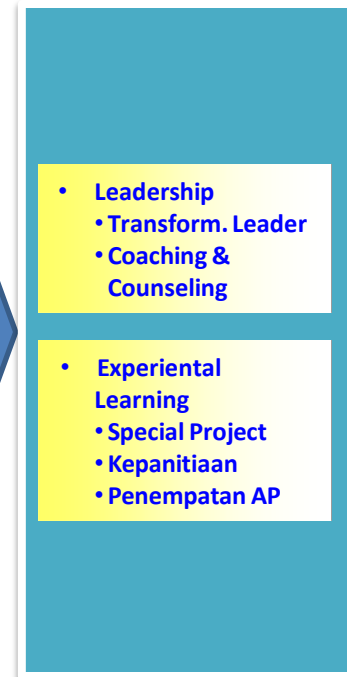 • Leadership
• Transform. Leader
• Coaching &
Counseling
• Experiental
Learning
• Special Project
• Kepanitiaan
• Penempatan AP